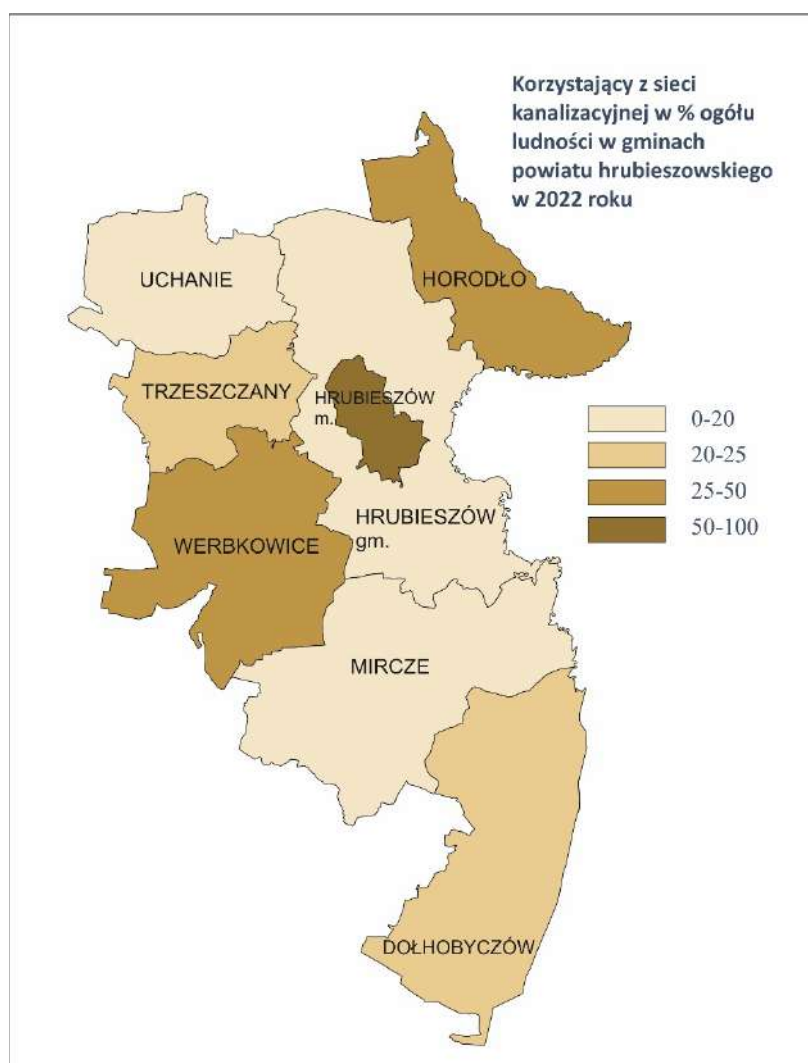 Korzystający z sieci
kanalizacyjnej w % ogółu
ludności w gminach
powiatu hrubieszowskiego
w 2022 roku
HORODŁO
UCHANIE
TRZESZCZANY
HRUBIESZÓW
m.
0-20
20-25
25-50
50-100
HRUBIESZÓW
gm.
WERBKOWICE
MIRCZE
DOŁHOBYCZÓW